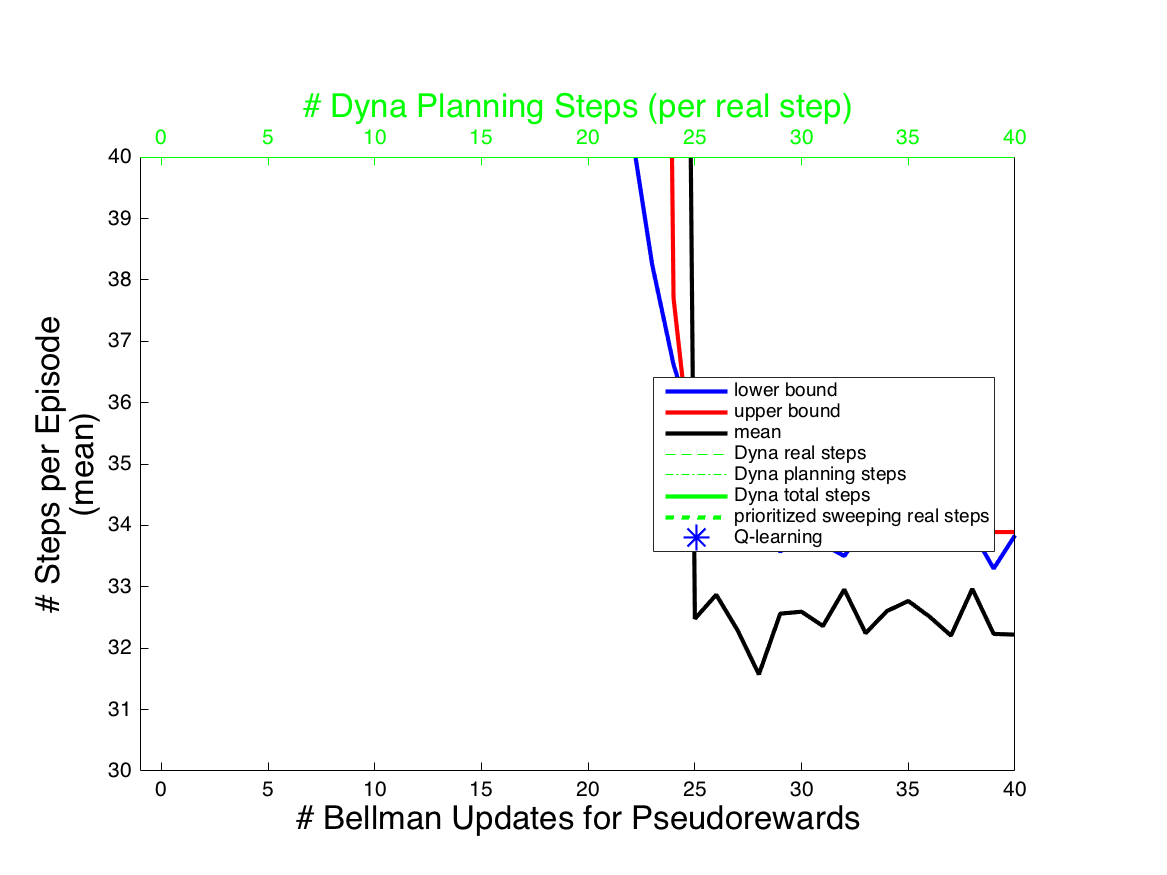 # Dyna Planning Steps (per real step)
0 5 10 15 20 25 30 35 40
40
39
38
37
36
35
34
33
32
31
30
# Steps per Episode
(mean)
lower bound
upper bound
mean
Dyna real steps
Dyna planning steps
Dyna total steps
prioritized sweeping real steps
Q-learning
0 5 10 15 20 25 30 35 40
# Bellman Updates for Pseudorewards